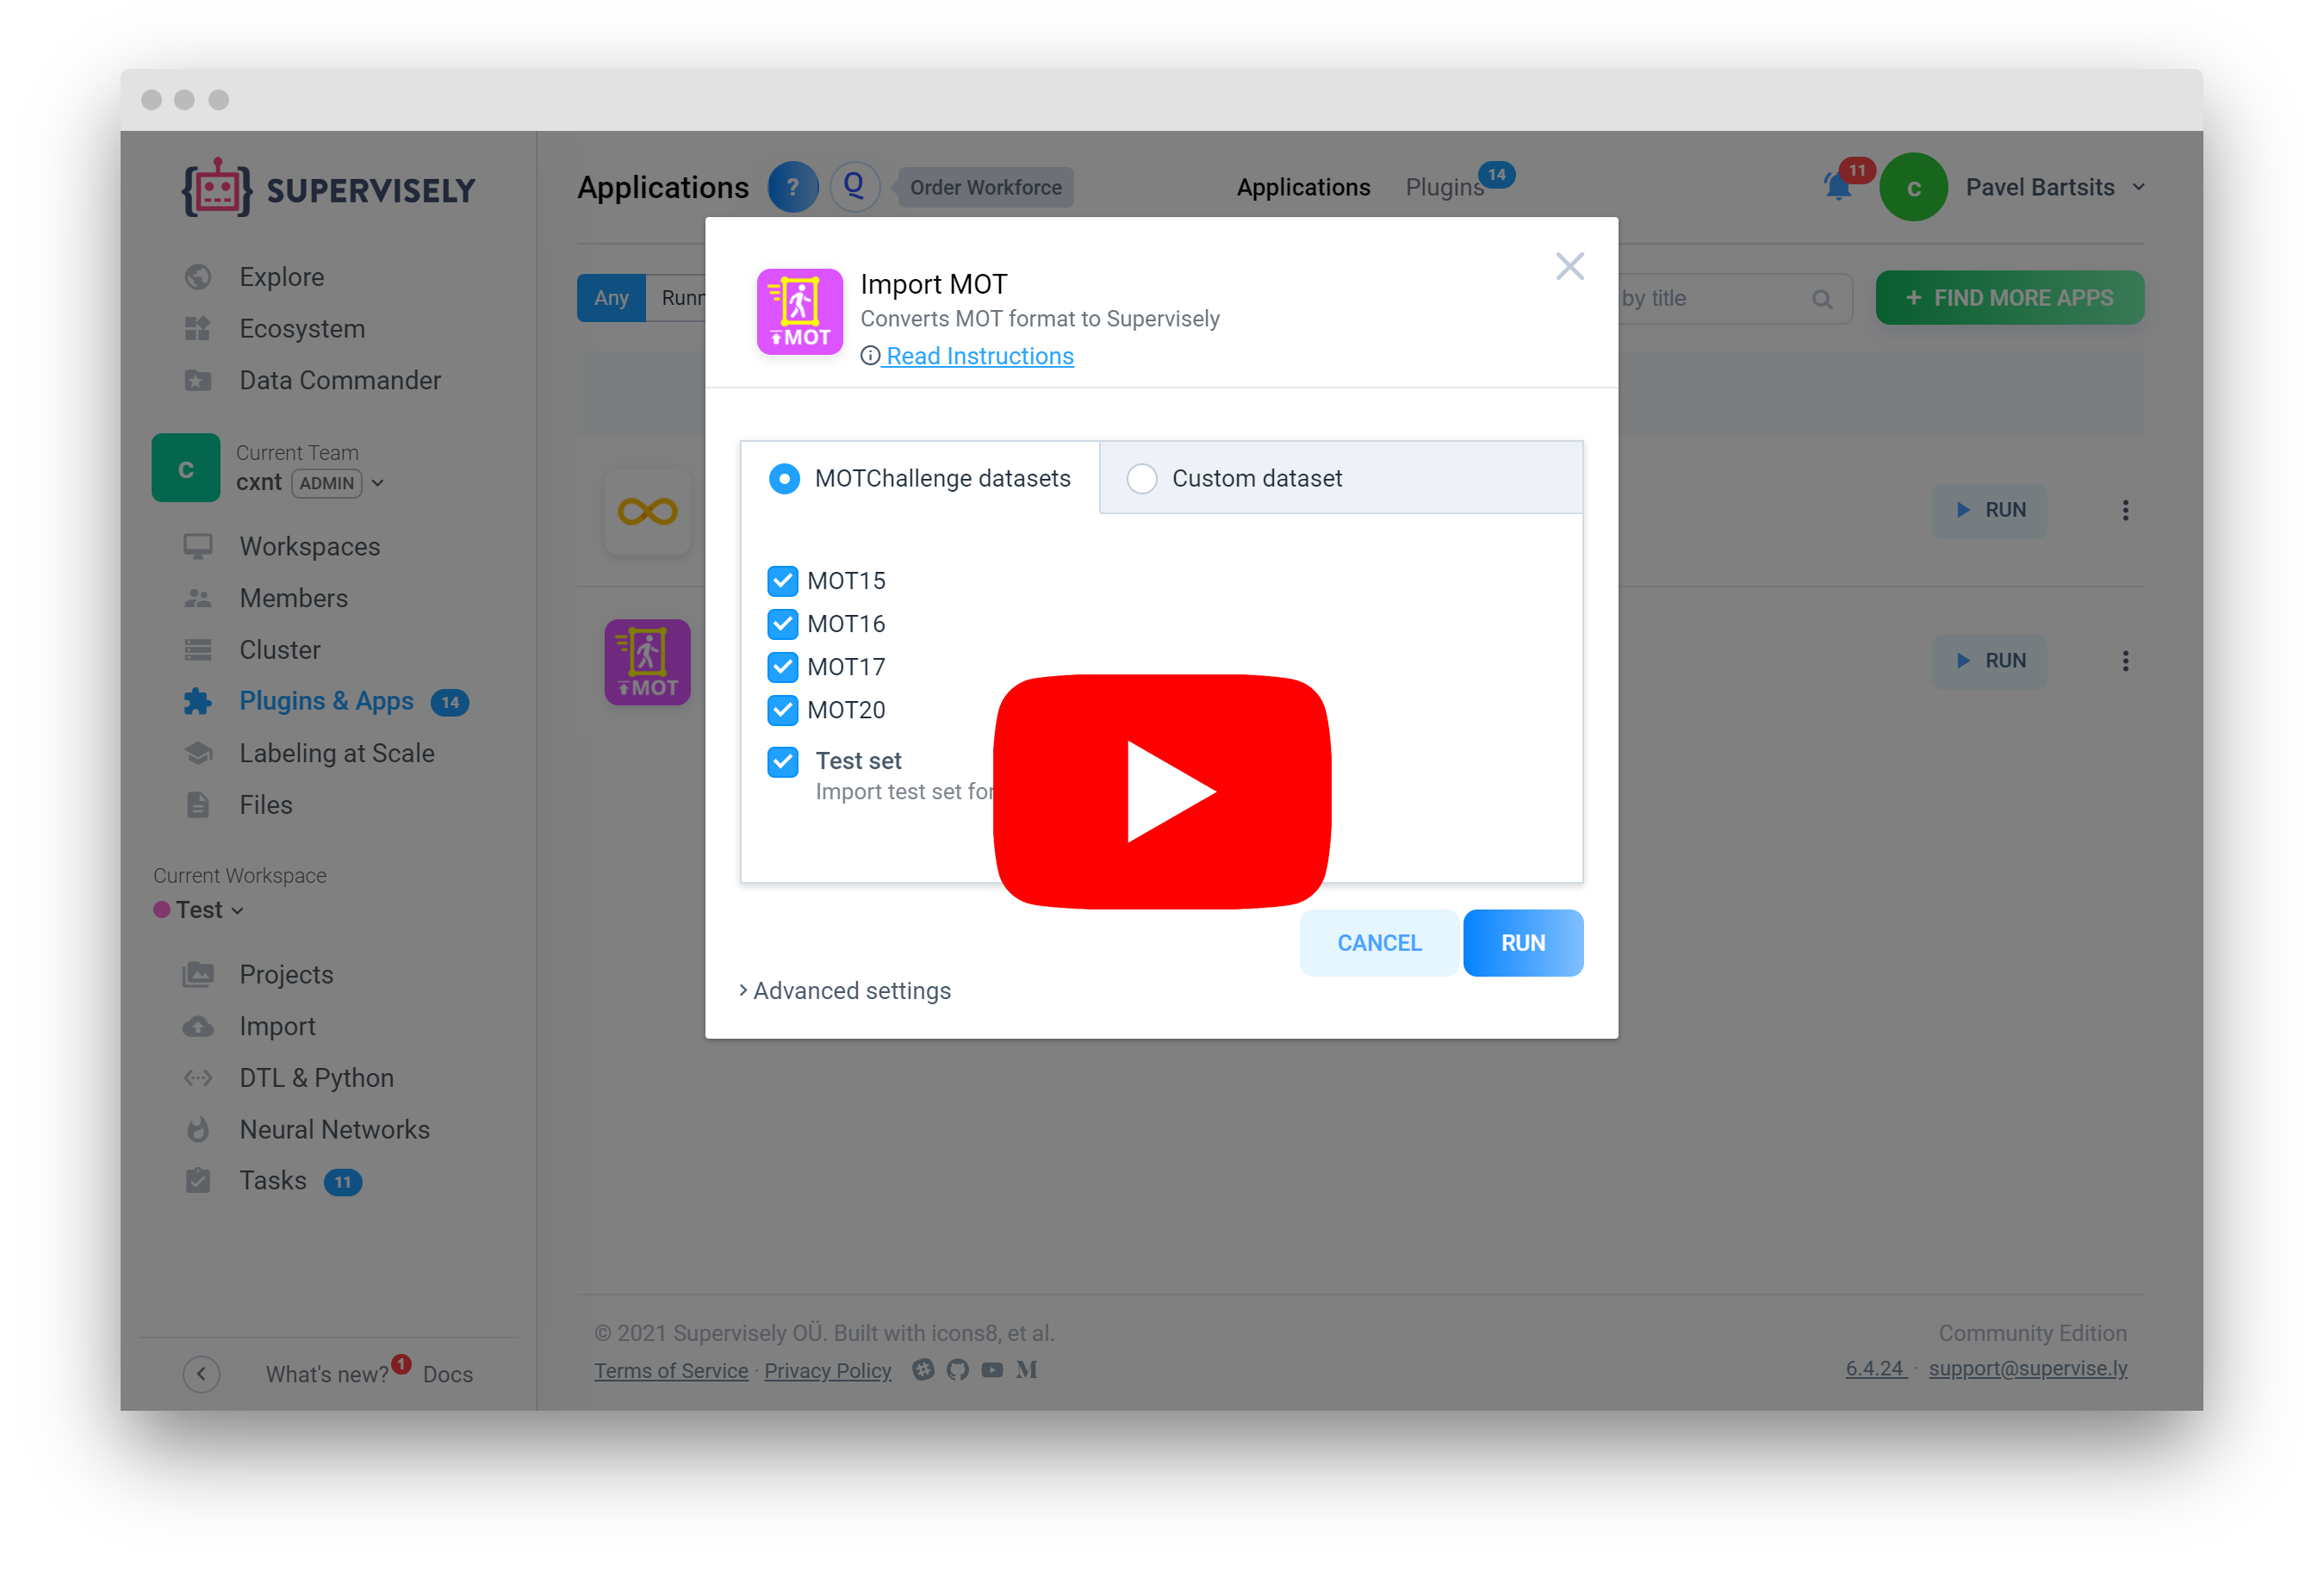 SUPERVISELY
Explore
Ecosystem
Data Commander
c
Current Team
cxnt ADMIN
Workspaces
Members
Cluster
Plugins & Apps 14
Labeling at Scale
Files
Current Workspace
Test
Projects
Import
DTL & Python
Neural Networks
Tasks 11
What's new? 1 Docs
Applications ? Q Order Workforce
Applications Plugins 14
11 c Pavel Bartsits
Any
by title
+ FIND MORE APPS
RUN
MOT
RUN
MOT
Import MOT
Converts MOT format to Supervisely
Read Instructions
MOTChallenge datasets Custom dataset
MOT15
MOT16
MOT17
MOT20
Test set
Import test set for
CANCEL RUN
Advanced settings
© 2021 Supervisely OÜ. Built with icons8, et al.
Terms of Service · Privacy Policy
Community Edition
6.4.24 · support@supervise.ly